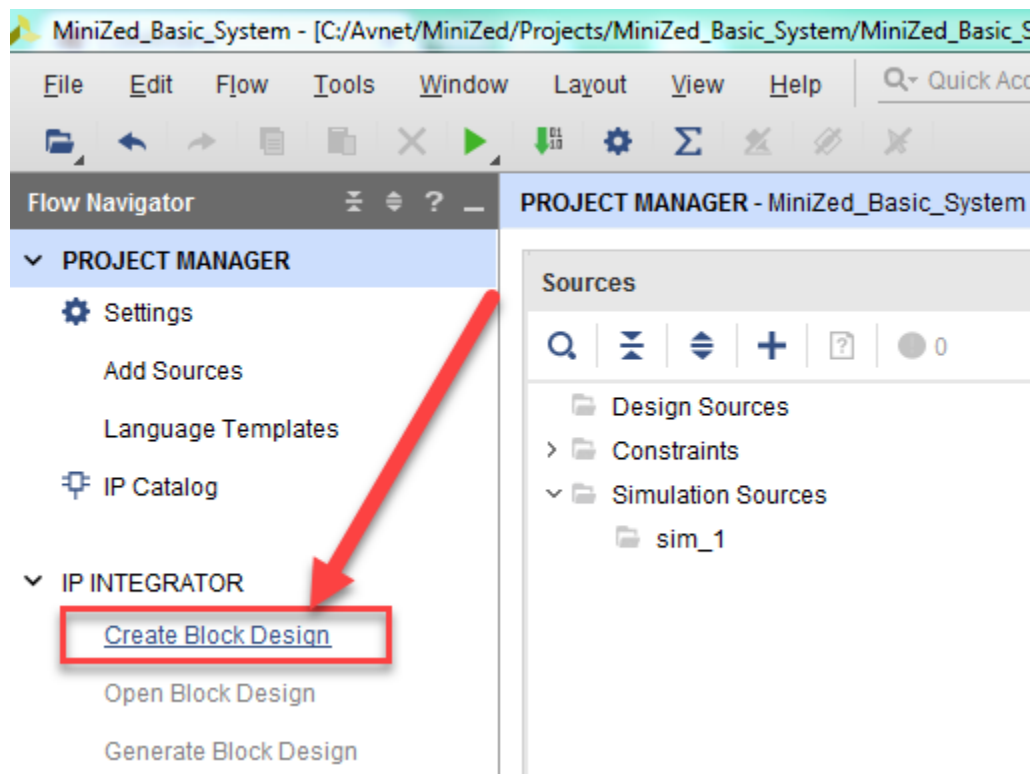 MiniZed_Basic_System - [C:/Avnet/MiniZed/Projects/MiniZed_Basic_System/MiniZed_Basic_S
File Edit Flow Tools Window Layout View Help Quick Acc
Flow Navigator ? PROJECT MANAGER - MiniZed_Basic_System
PROJECT MANAGER
Sources
Settings
? 0
Add Sources
Design Sources
Language Templates
Constraints
IP Catalog
Simulation Sources
sim_1
IP INTEGRATOR
Create Block Design
Open Block Design
Generate Block Design